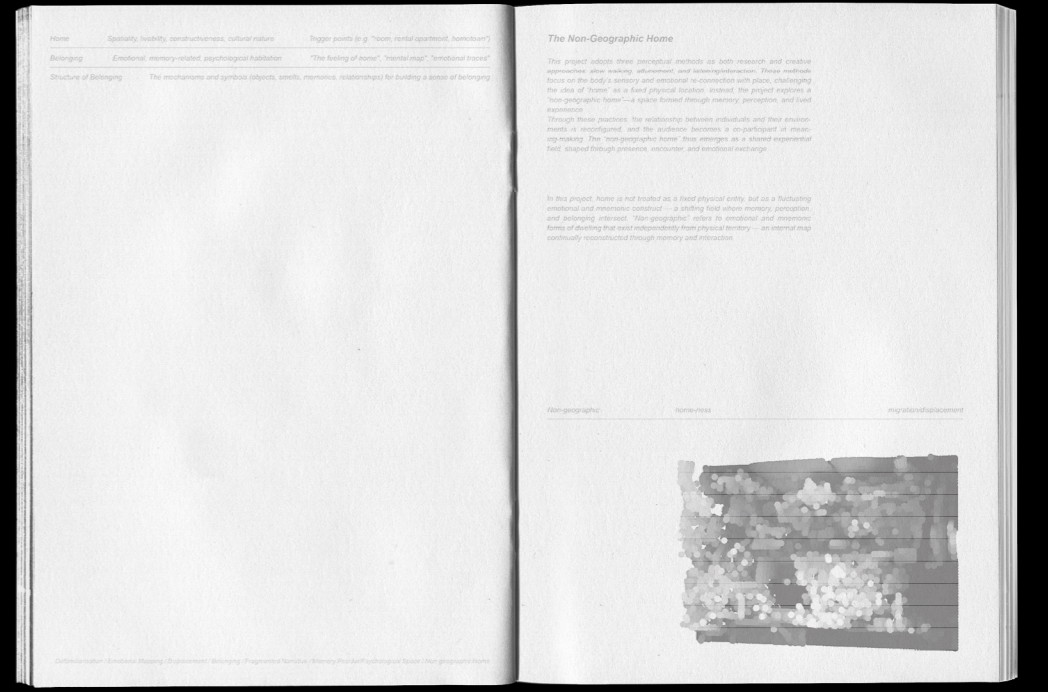 Home Spatiality, livability, constructiveness, cultural nature Trigger points (e.g. "room, rental apartment, hometown")
Belonging Emotional, memory-related, psychological habitation "The feeling of home", "mental map", "emotional traces"
Structure of Belonging The mechanisms and symbols (objects, smells, memories, relationships) for building a sense of belonging
/ Emotional Mapping / / Belonging / Fragmented Narrative / Psychological Space / Non-geographic Home
The Non-Geographic Home
This project adopts three perceptual methods as both research and creative
approaches: slow walking, attunement, and listening/interaction. These methods
focus on the body's sensory and emotional re-connection with place, challenging
the idea of "home" as a fixed physical location. Instead, the project explores a
"non-geographic home"—a space formed through memory, perception, and lived
experience.
Through these practices, the relationship between individuals and their environ-
ments is reconfigured, and the audience becomes a co-participant in mean-
ing-making. The "non-geographic home" thus emerges as a shared experiential
field, shaped through presence, encounter, and emotional exchange.
In this project, home is not treated as a fixed physical entity, but as a fluctuating
emotional and mnemonic construct — a shifting field where memory, perception,
and belonging intersect. "Non-geographic" refers to emotional and mnemonic
forms of dwelling that exist independently from physical territory — an internal map
continually reconstructed through memory and interaction.
Non-geographic home-ness migration/displacement